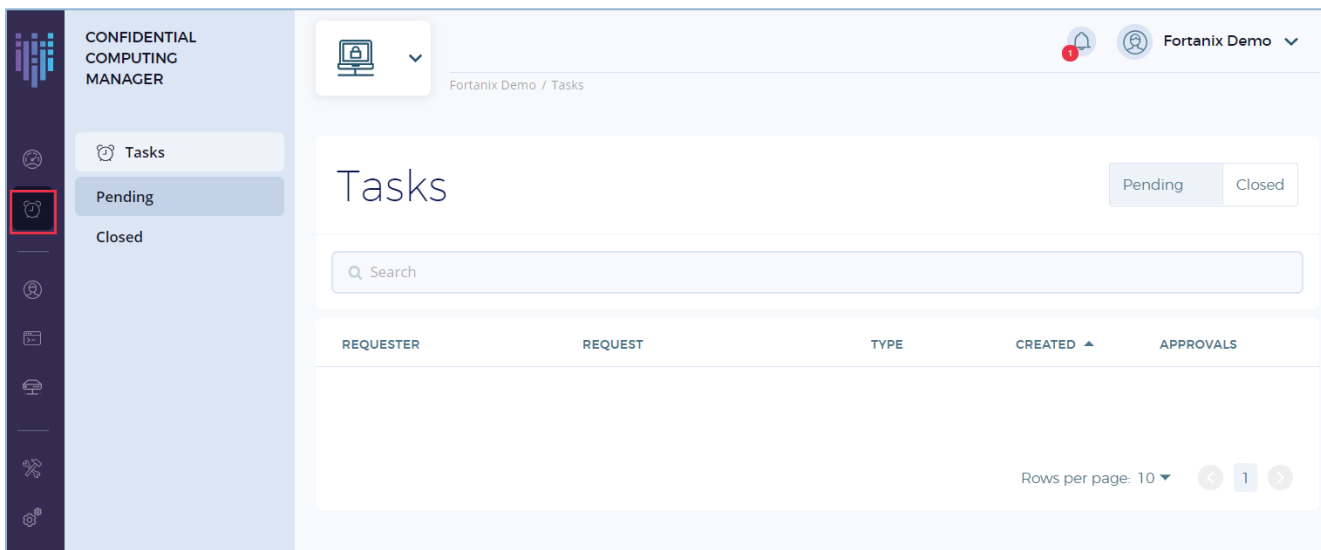 CONFIDENTIAL
COMPUTING
MANAGER
1
Fortanix Demo
Fortanix Demo / Tasks
Tasks
Pending
Closed
Tasks
Pending
Closed
Search
REQUESTER
REQUEST
TYPE
CREATED
APPROVALS
Rows per page: 10
1